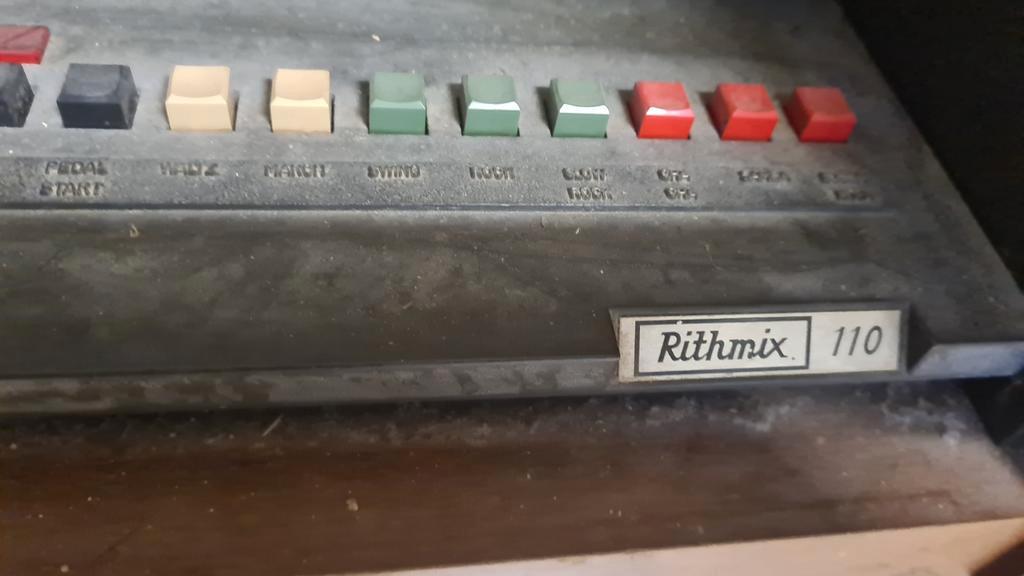 PEDAL
START
WALTZ
MARCH
SWING
ROCK
SLOW
ROCK
Rithmix 110